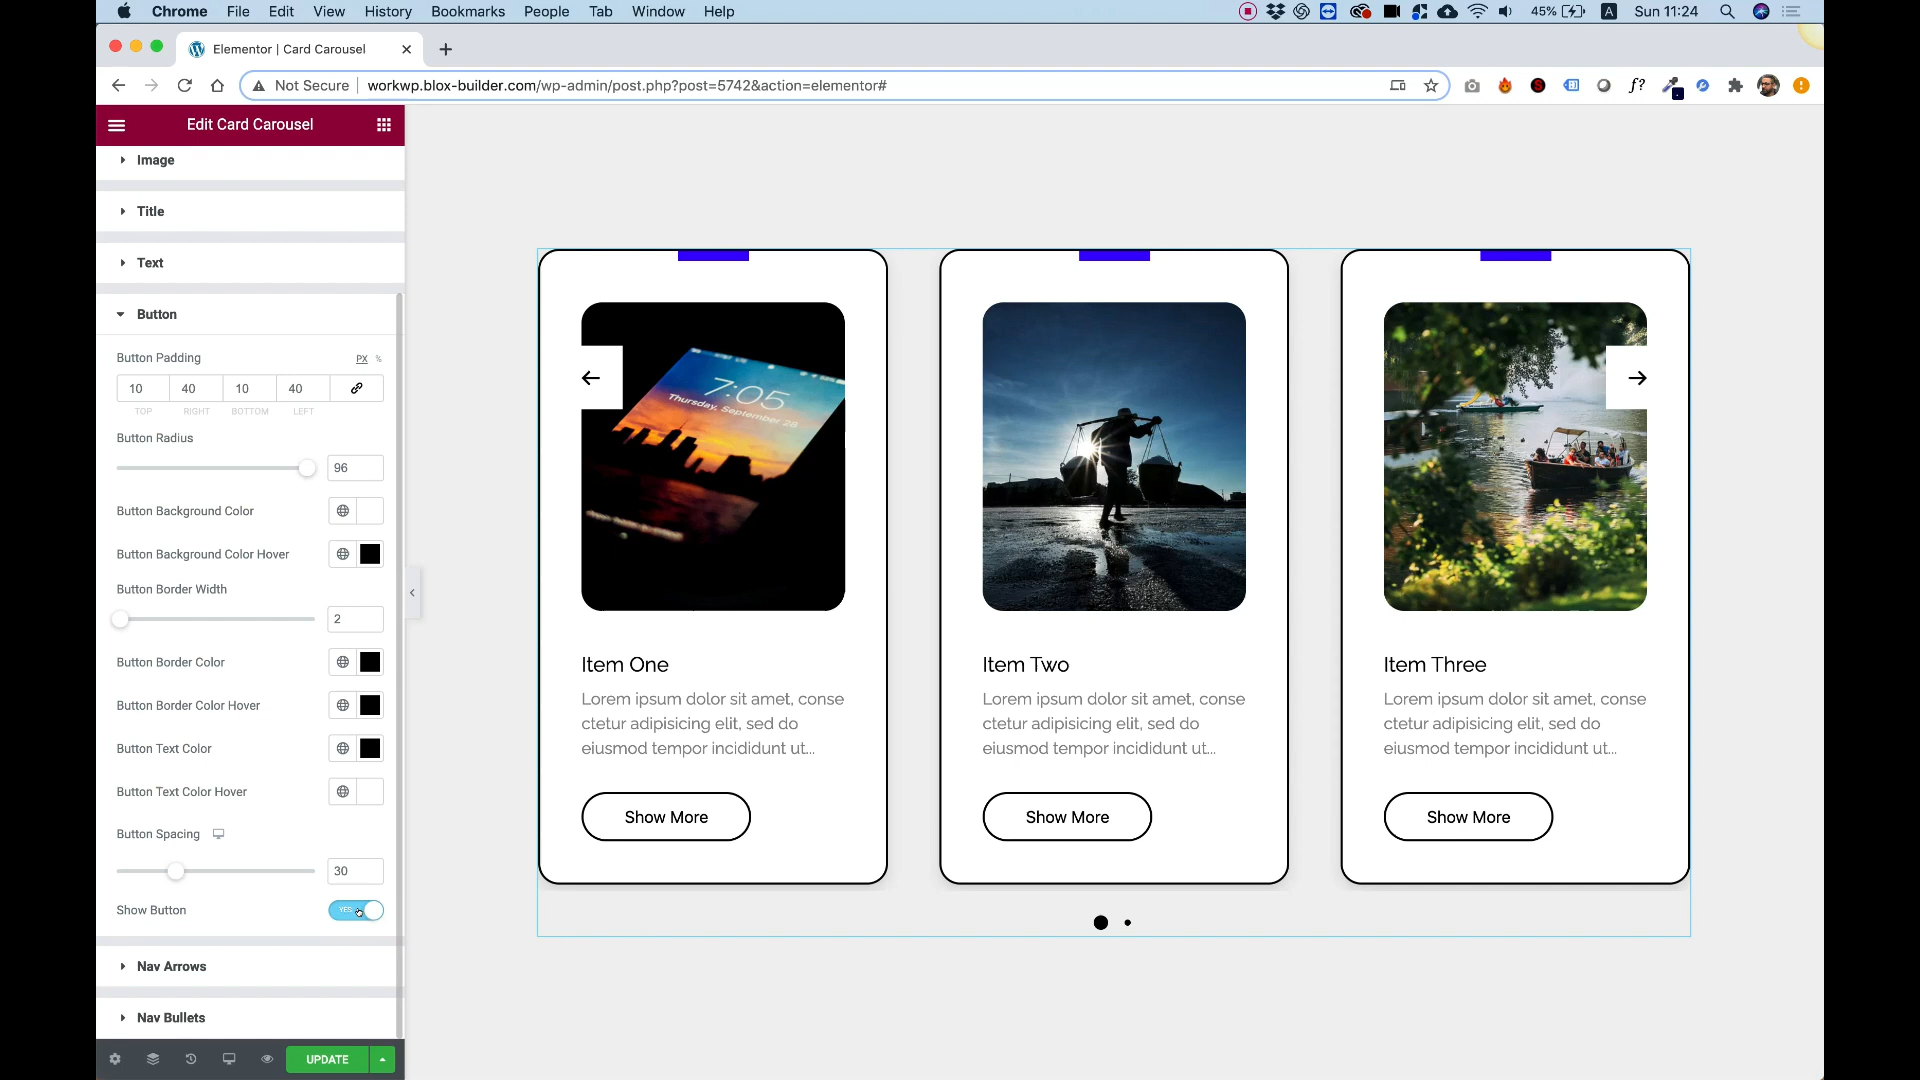 Chrome File Edit View History Bookmarks People Tab Window Help
45% A Sun 11:24
Elementor | Card Carousel
Not Secure workwp.blox-builder.com/wp-admin/post.php?post=5742&action=elementor#
f?
Edit Card Carousel
Image
Title
Text
Button
Button Padding PX %
10 40 10 40
TOP RIGHT BOTTOM LEFT
Button Radius
96
Button Background Color
Button Background Color Hover
Button Border Width
2
Button Border Color
Button Border Color Hover
Button Text Color
Button Text Color Hover
Button Spacing
30
Show Button YES
Nav Arrows
Nav Bullets
UPDATE
7:05
Thursday, September 28
Item One
Lorem ipsum dolor sit amet, conse
ctetur adipisicing elit, sed do
eiusmod tempor incididunt ut...
Show More
Item Two
Lorem ipsum dolor sit amet, conse
ctetur adipisicing elit, sed do
eiusmod tempor incididunt ut...
Show More
Item Three
Lorem ipsum dolor sit amet, conse
ctetur adipisicing elit, sed do
eiusmod tempor incididunt ut...
Show More